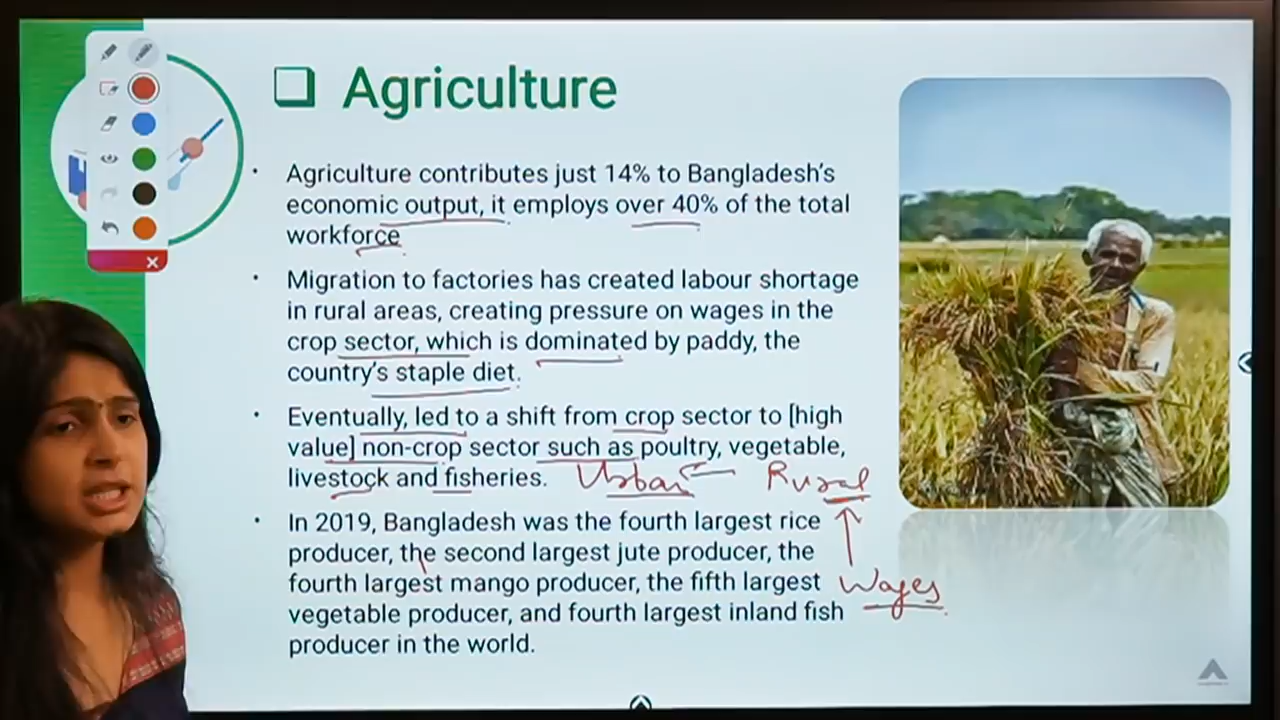 Agriculture
Agriculture contributes just 14% to Bangladesh's
economic output, it employs over 40% of the total
workforce
Migration to factories has created labour shortage
in rural areas, creating pressure on wages in the
crop sector, which is dominated by paddy, the
country's staple diet.
Eventually, led to a shift from crop sector to [high
value] non-crop sector such as poultry, vegetable,
livestock and fisheries.
Urban Rural
In 2019, Bangladesh was the fourth largest rice
producer, the second largest jute producer, the
fourth largest mango producer, the fifth largest
Wages
vegetable producer, and fourth largest inland fish
producer in the world.